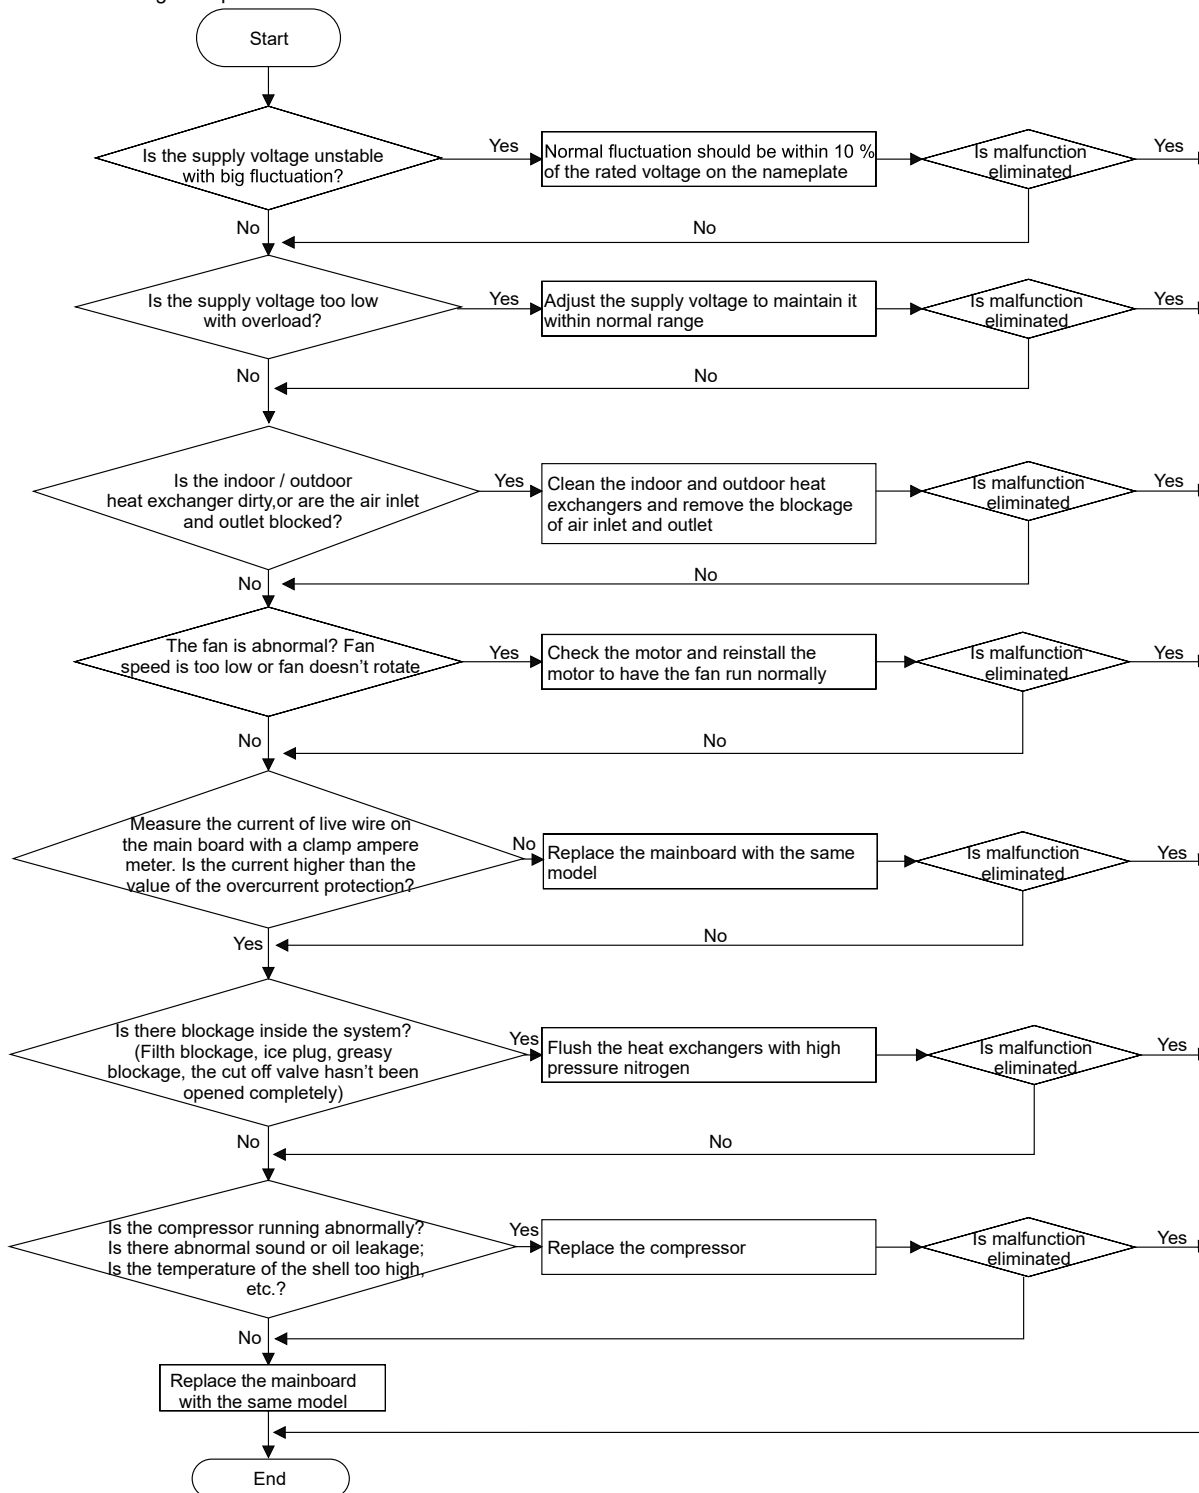 Start
Is the supply voltage unstable
with big fluctuation?
Yes
Normal fluctuation should be within 10 %
of the rated voltage on the nameplate
Is malfunction
eliminated
Yes
No
No
Is the supply voltage too low
with overload?
Yes
Adjust the supply voltage to maintain it
within normal range
Is malfunction
eliminated
Yes
No
No
Is the indoor / outdoor
heat exchanger dirty,or are the air inlet
and outlet blocked?
Yes
Clean the indoor and outdoor heat
exchangers and remove the blockage
of air inlet and outlet
Is malfunction
eliminated
Yes
No
No
The fan is abnormal? Fan
speed is too low or fan doesn't rotate
Yes
Check the motor and reinstall the
motor to have the fan run normally
Is malfunction
eliminated
Yes
No
No
Measure the current of live wire on
the main board with a clamp ampere
meter. Is the current higher than the
value of the overcurrent protection?
No
Replace the mainboard with the same
model
Is malfunction
eliminated
Yes
Yes
No
Is there blockage inside the system?
(Filth blockage, ice plug, greasy
blockage, the cut off valve hasn't been
opened completely)
Yes
Flush the heat exchangers with high
pressure nitrogen
Is malfunction
eliminated
Yes
No
No
Is the compressor running abnormally?
Is there abnormal sound or oil leakage;
Is the temperature of the shell too high,
etc.?
Yes
Replace the compressor
Is malfunction
eliminated
Yes
No
Replace the mainboard
with the same model
End